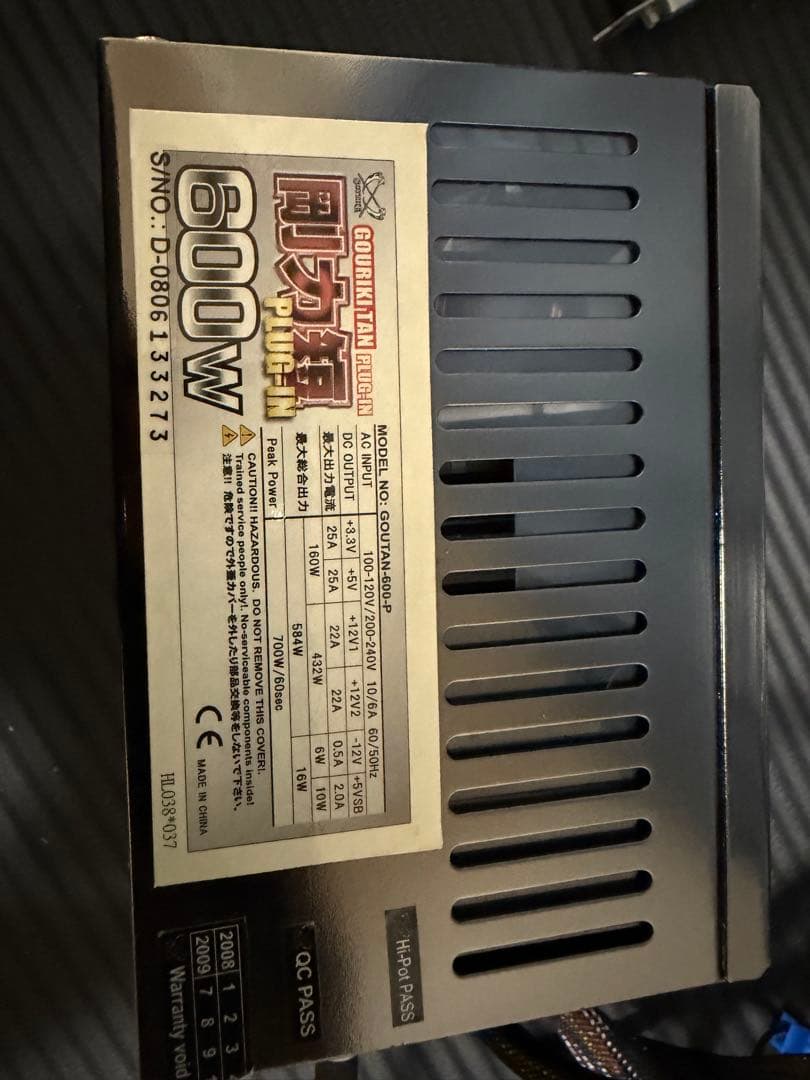 SCYTHE
GOURIKI TAN PLUG-IN
剛力短
PLUG-IN
600W
S/NO.: D-0806133273
MODEL NO: GOUTAN-600-P
AC INPUT 100-120V/200-240V 10/6A 60/50Hz
DC OUTPUT +3.3V +5V +12V1 +12V2 -12V +5VSB
最大出力電流 25A 25A 22A 22A 0.5A 2.0A
160W 432W 6W 10W
最大総合出力 584W 16W
Peak Power 700W/60sec
CAUTION!! HAZARDOUS. DO NOT REMOVE THIS COVER!.
Trained service people only!. No-serviceable components inside!
注意!! 危険ですので外蓋カバーを外したり部品交換等をしないで下さい。
CE MADE IN CHINA
HL038*037
Hi-Pot PASS
QC PASS
2008 1 2 3
2009 7 8 9
Warranty void